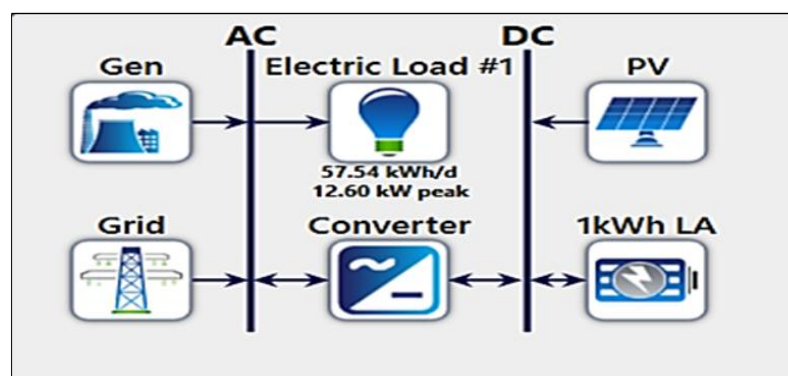 AC
DC
Gen
Electric Load #1
PV
57.54 kWh/d
12.60 kW peak
Grid
Converter
1kWh LA